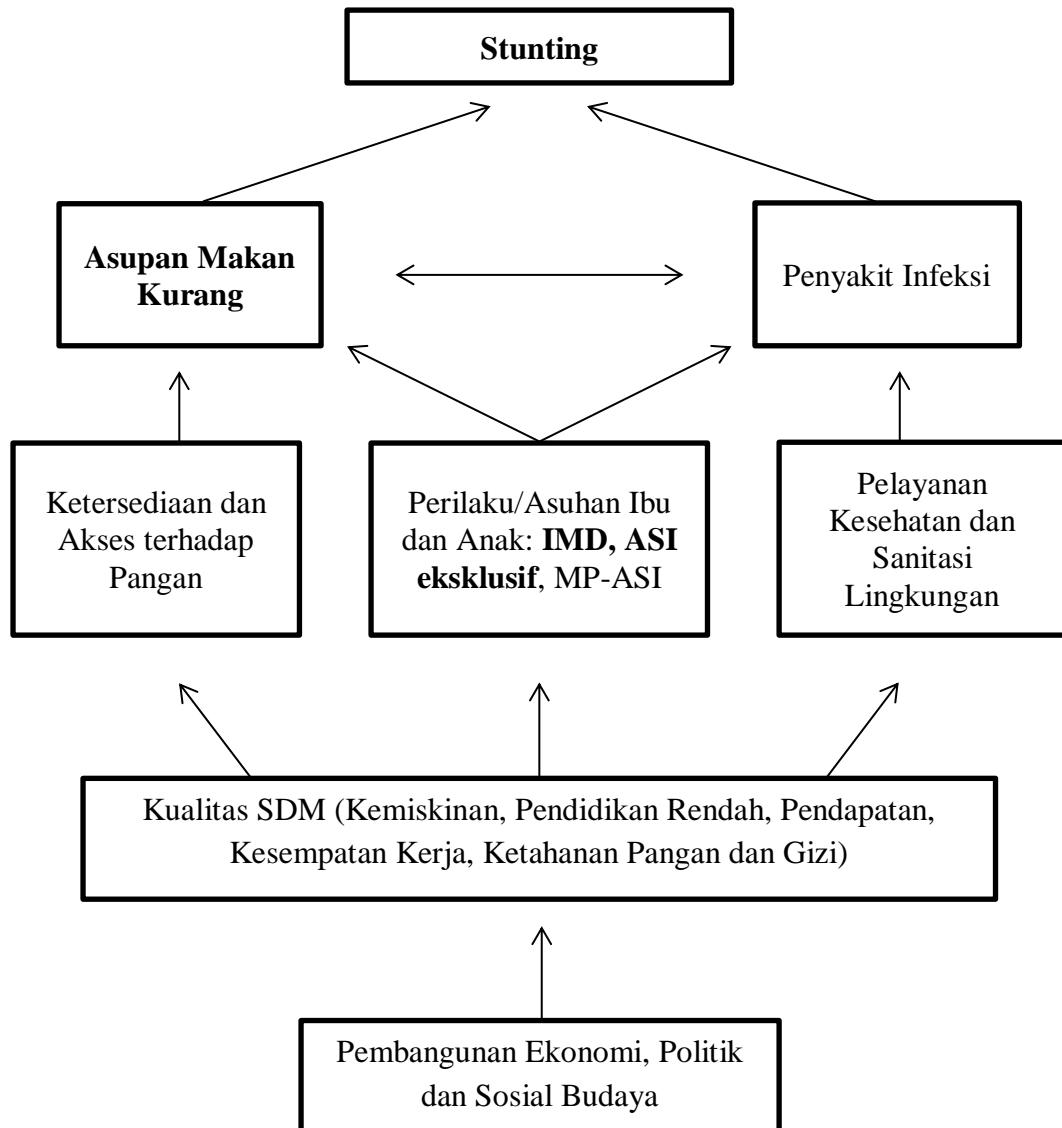 Stunting
Asupan Makan
Kurang
Penyakit Infeksi
Ketersediaan dan
Akses terhadap
Pangan
Perilaku/Asuhan Ibu
dan Anak: IMD, ASI
eksklusif, MP-ASI
Pelayanan
Kesehatan dan
Sanitasi
Lingkungan
Kualitas SDM (Kemiskinan, Pendidikan Rendah, Pendapatan,
Kesempatan Kerja, Ketahanan Pangan dan Gizi)
Pembangunan Ekonomi, Politik
dan Sosial Budaya